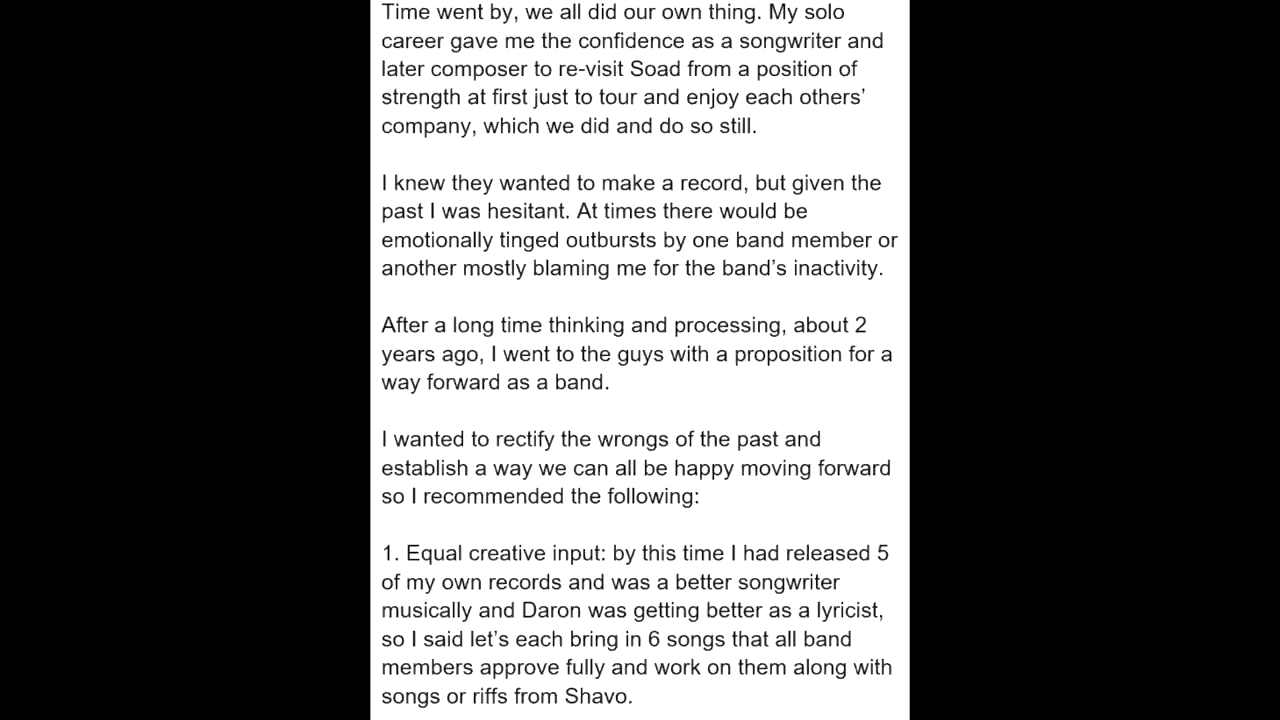 Time went by, we all did our own thing. My solo
career gave me the confidence as a songwriter and
later composer to re-visit Soad from a position of
strength at first just to tour and enjoy each others’
company, which we did and do so still.
I knew they wanted to make a record, but given the
past I was hesitant. At times there would be
emotionally tinged outbursts by one band member or
another mostly blaming me for the band’s inactivity.
After a long time thinking and processing, about 2
years ago, I went to the guys with a proposition for a
way forward as a band.
I wanted to rectify the wrongs of the past and
establish a way we can all be happy moving forward
so I recommended the following:
1. Equal creative input: by this time I had released 5
of my own records and was a better songwriter
musically and Daron was getting better as a lyricist,
so I said let’s each bring in 6 songs that all band
members approve fully and work on them along with
songs or riffs from Shavo.